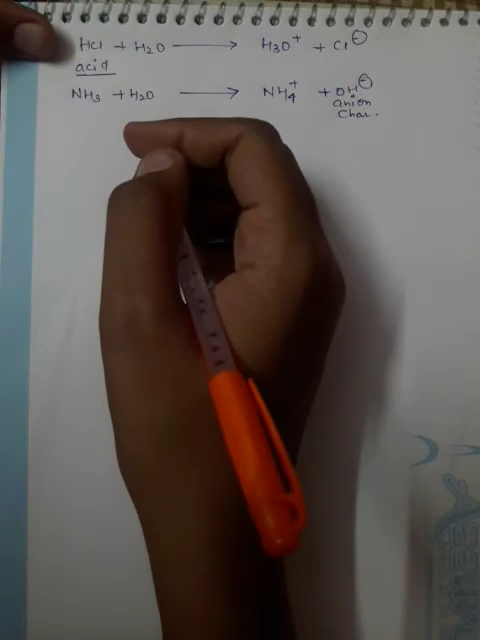 HCl + H2O ⟶ H3O+ + Cl⊖
acid
NH3 + H2O ⟶ NH4+ + OH⊖
anion
Char.